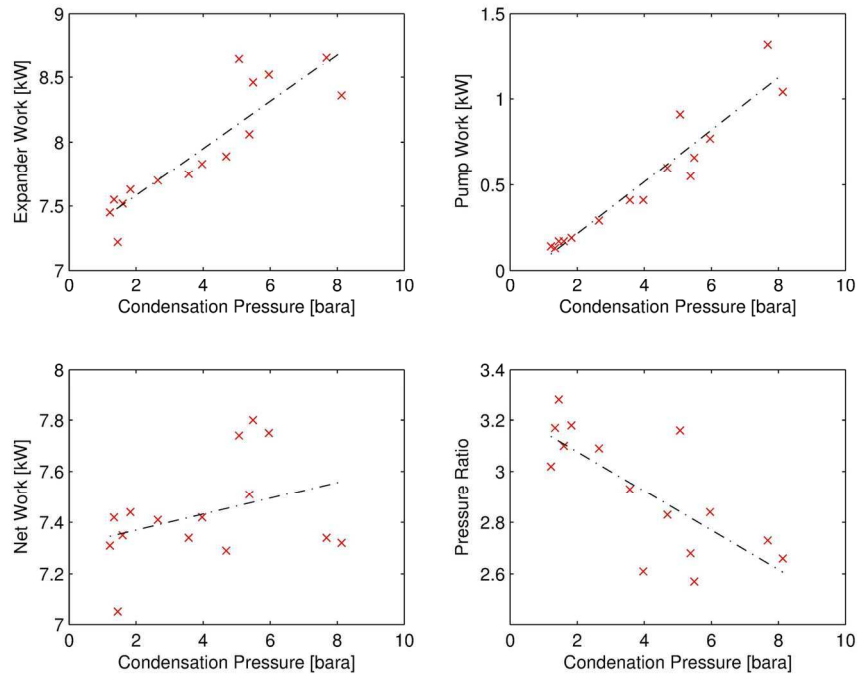 9
8.5
8
7.5
7
Expander Work [kW]
0 2 4 6 8 10
Condensation Pressure [bara]
1.5
1
0.5
0
Pump Work [kW]
0 2 4 6 8 10
Condensation Pressure [bara]
8
7.8
7.6
7.4
7.2
7
Net Work [kW]
0 2 4 6 8 10
Condensation Pressure [bara]
3.4
3.2
3
2.8
2.6
Pressure Ratio
0 2 4 6 8 10
Condensation Pressure [bara]